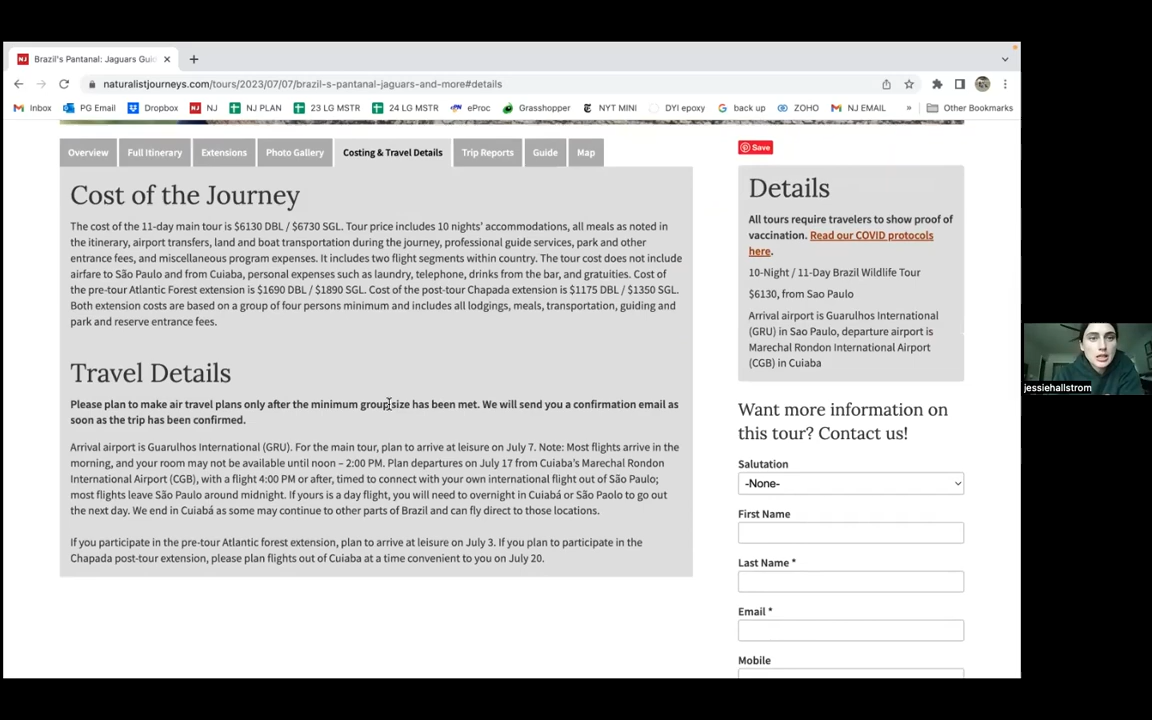 Brazil's Pantanal: Jaguars Guid
naturalistjourneys.com/tours/2023/07/07/brazil-s-pantanal-jaguars-and-more#details
Inbox PG Email Dropbox NJ NJ PLAN 23 LG MSTR 24 LG MSTR eProc Grasshopper NYT MINI DYI epoxy back up ZOHO NJ EMAIL » Other Bookmarks
Overview Full Itinerary Extensions Photo Gallery Costing & Travel Details Trip Reports Guide Map
Cost of the Journey
The cost of the 11-day main tour is $6130 DBL / $6730 SGL. Tour price includes 10 nights' accommodations, all meals as noted in
the itinerary, airport transfers, land and boat transportation during the journey, professional guide services, park and other
entrance fees, and miscellaneous program expenses. It includes two flight segments within country. The tour cost does not include
airfare to São Paulo and from Cuiaba, personal expenses such as laundry, telephone, drinks from the bar, and gratuities. Cost of
the pre-tour Atlantic Forest extension is $1690 DBL / $1890 SGL. Cost of the post-tour Chapada extension is $1175 DBL / $1350 SGL.
Both extension costs are based on a group of four persons minimum and includes all lodgings, meals, transportation, guiding and
park and reserve entrance fees.
Travel Details
Please plan to make air travel plans only after the minimum group size has been met. We will send you a confirmation email as
soon as the trip has been confirmed.
Arrival airport is Guarulhos International (GRU). For the main tour, plan to arrive at leisure on July 7. Note: Most flights arrive in the
morning, and your room may not be available until noon – 2:00 PM. Plan departures on July 17 from Cuiaba's Marechal Rondon
International Airport (CGB), with a flight 4:00 PM or after, timed to connect with your own international flight out of São Paulo;
most flights leave São Paulo around midnight. If yours is a day flight, you will need to overnight in Cuiabá or São Paolo to go out
the next day. We end in Cuiabá as some may continue to other parts of Brazil and can fly direct to those locations.
If you participate in the pre-tour Atlantic forest extension, plan to arrive at leisure on July 3. If you plan to participate in the
Chapada post-tour extension, please plan flights out of Cuiaba at a time convenient to you on July 20.
Save
Details
All tours require travelers to show proof of
vaccination. Read our COVID protocols
here.
10-Night / 11-Day Brazil Wildlife Tour
$6130, from Sao Paulo
Arrival airport is Guarulhos International
(GRU) in Sao Paulo, departure airport is
Marechal Rondon International Airport
(CGB) in Cuiaba
Want more information on
this tour? Contact us!
Salutation
-None-
First Name
Last Name *
Email *
Mobile
jessiehallstrom